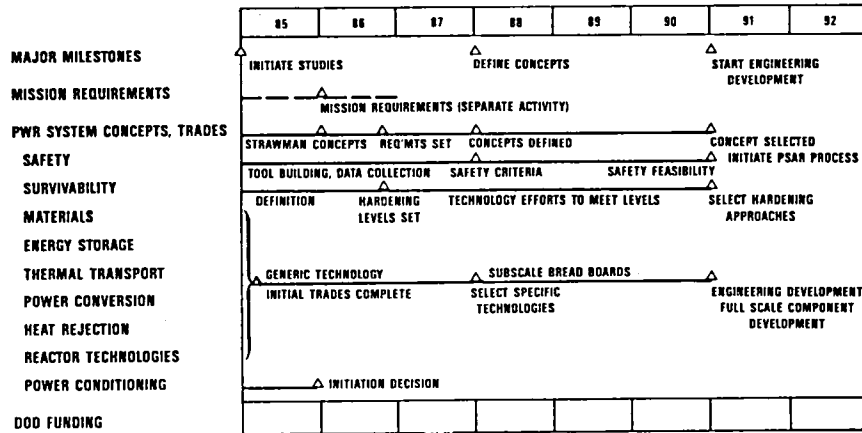 85 86 87 88 89 90 91 92
MAJOR MILESTONES
INITIATE STUDIES DEFINE CONCEPTS START ENGINEERING
DEVELOPMENT
MISSION REQUIREMENTS
MISSION REQUIREMENTS (SEPARATE ACTIVITY)
PWR SYSTEM CONCEPTS, TRADES
STRAWMAN CONCEPTS REQ'MTS SET CONCEPTS DEFINED CONCEPT SELECTED
SAFETY INITIATE PSAR PROCESS
TOOL BUILDING, DATA COLLECTION SAFETY CRITERIA SAFETY FEASIBILITY
SURVIVABILITY
DEFINITION HARDENING TECHNOLOGY EFFORTS TO MEET LEVELS SELECT HARDENING
LEVELS SET APPROACHES
MATERIALS
ENERGY STORAGE
THERMAL TRANSPORT GENERIC TECHNOLOGY SUBSCALE BREAD BOARDS
INITIAL TRADES COMPLETE SELECT SPECIFIC ENGINEERING DEVELOPMENT
POWER CONVERSION TECHNOLOGIES FULL SCALE COMPONENT
DEVELOPMENT
HEAT REJECTION
REACTOR TECHNOLOGIES
POWER CONDITIONING INITIATION DECISION
DOD FUNDING